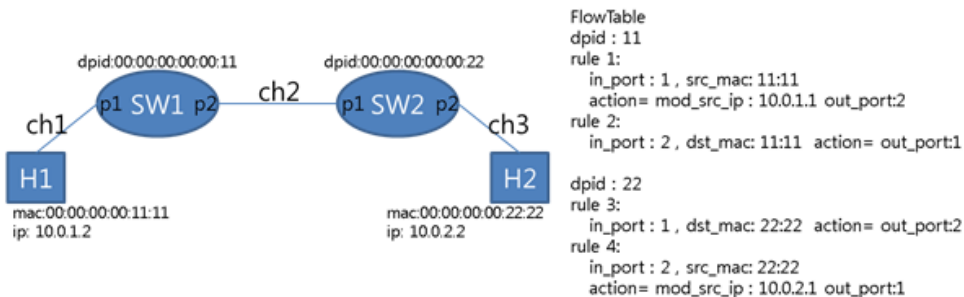 dpid:00:00:00:00:00:11
dpid:00:00:00:00:00:22
p1 SW1 p2
ch2
p1 SW2 p2
ch1
ch3
H1
H2
mac:00:00:00:00:11:11
ip: 10.0.1.2
mac:00:00:00:00:22:22
ip: 10.0.2.2
FlowTable
dpid : 11
rule 1:
in_port : 1 , src_mac: 11:11
action= mod_src_ip : 10.0.1.1 out_port:2
rule 2:
in_port : 2 , dst_mac: 11:11 action= out_port:1
dpid : 22
rule 3:
in_port : 1 , dst_mac: 22:22 action= out_port:2
rule 4:
in_port : 2 , src_mac: 22:22
action= mod_src_ip : 10.0.2.1 out_port:1